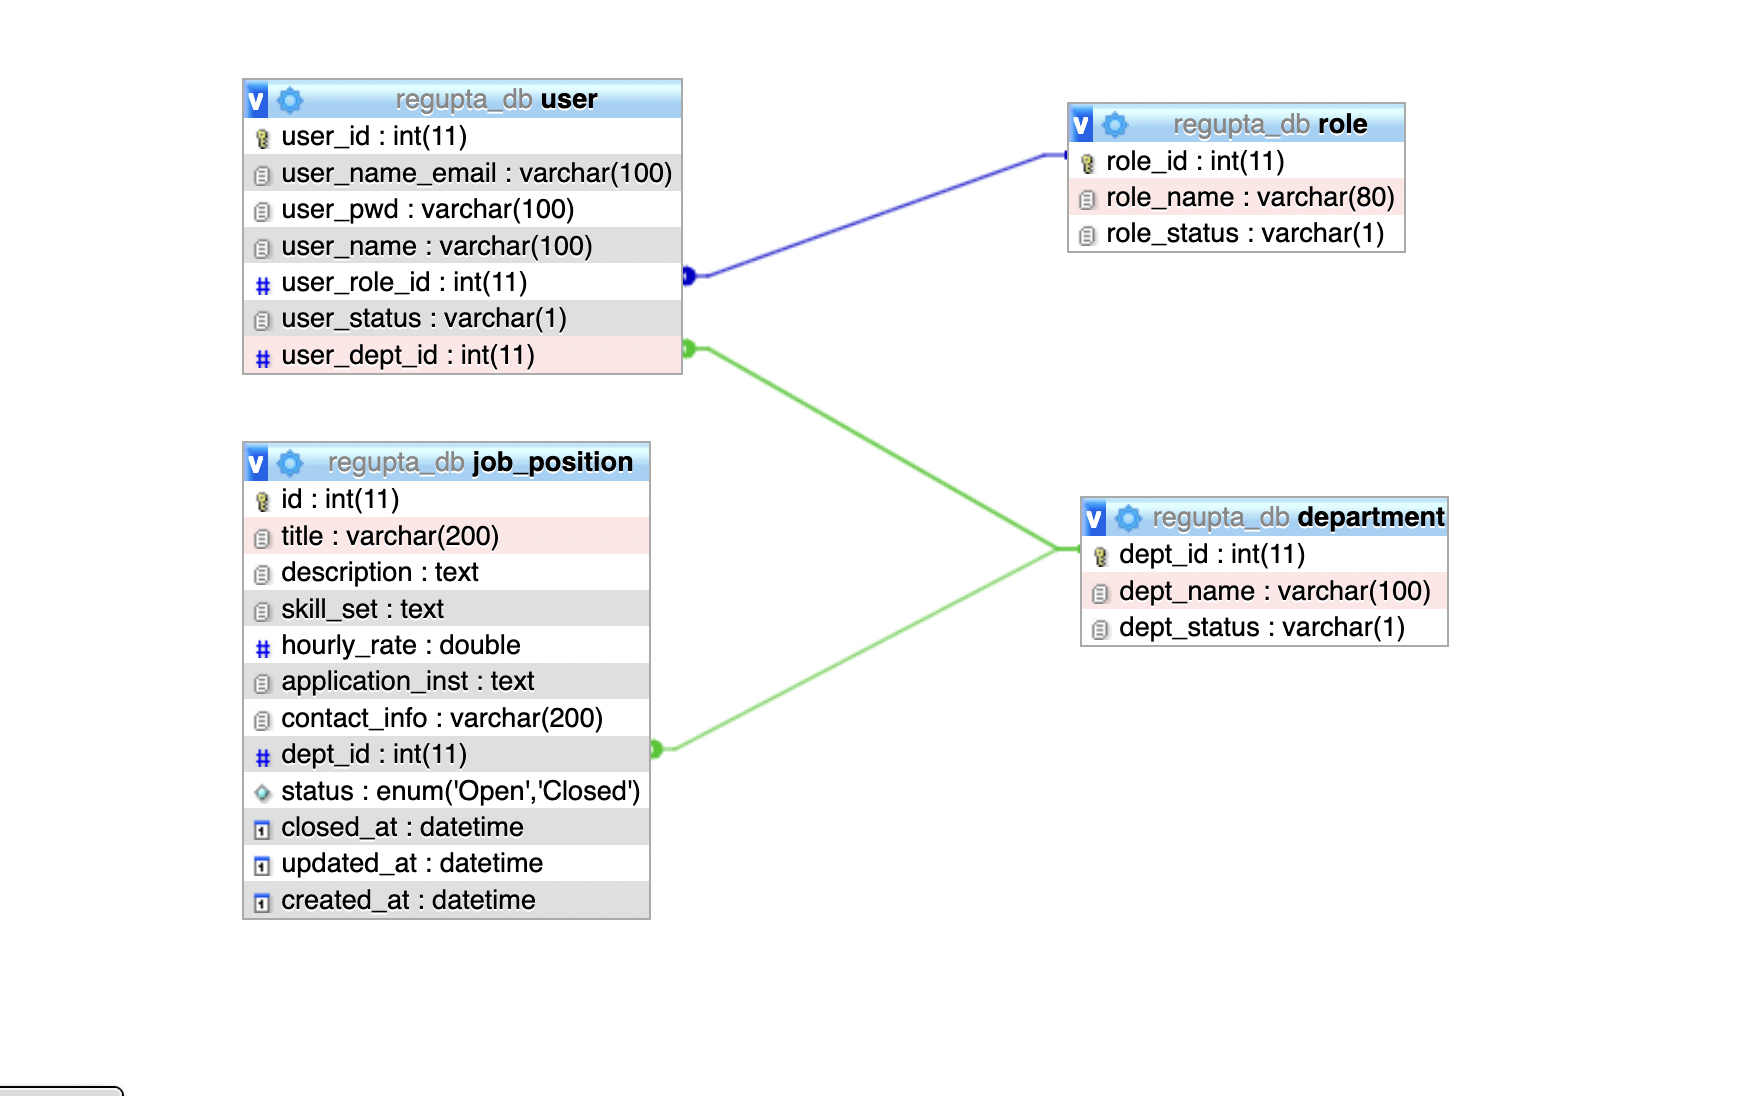 v regupta_db user
user_id : int(11)
user_name_email : varchar(100)
user_pwd : varchar(100)
user_name : varchar(100)
# user_role_id : int(11)
user_status : varchar(1)
# user_dept_id : int(11)
v regupta_db role
role_id : int(11)
role_name : varchar(80)
role_status : varchar(1)
v regupta_db job_position
id : int(11)
title : varchar(200)
description : text
skill_set : text
# hourly_rate : double
application_inst : text
contact_info : varchar(200)
# dept_id : int(11)
status : enum('Open','Closed')
closed_at : datetime
updated_at : datetime
created_at : datetime
v regupta_db department
dept_id : int(11)
dept_name : varchar(100)
dept_status : varchar(1)